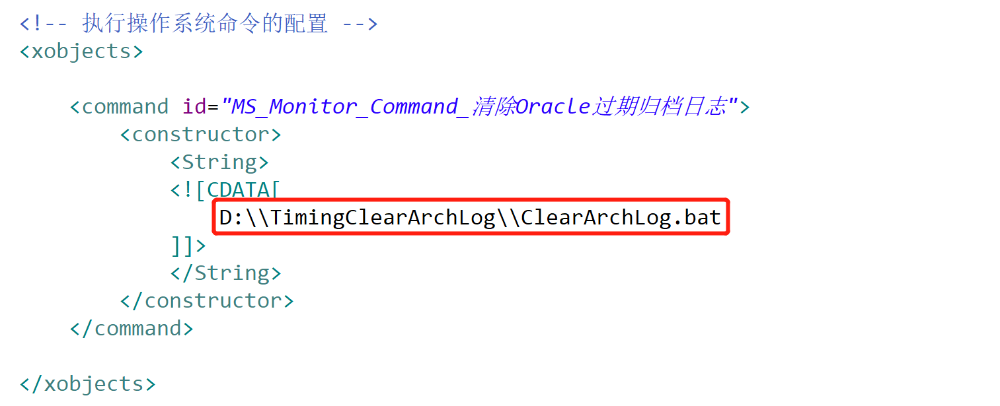 <!-- 执行操作系统命令的配置 -->
<xobjects>
<command id="MS_Monitor_Command_清除Oracle过期归档日志">
<constructor>
<String>
<![CDATA[
D:\\TimingClearArchLog\\ClearArchLog.bat
]]>
</String>
</constructor>
</command>
</xobjects>